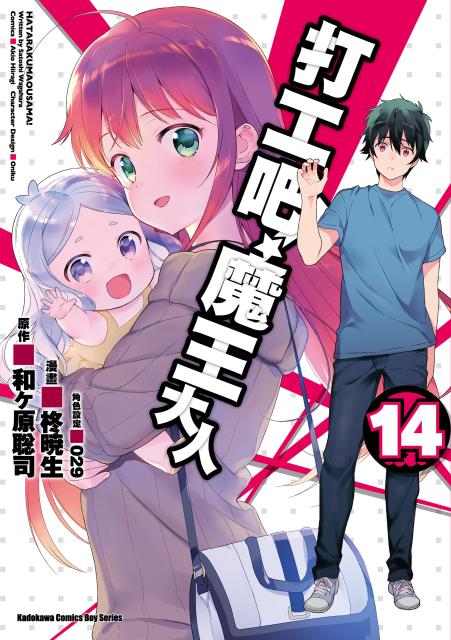 HATARAKUMAOUSAMA!
Written by Satoshi Wagahara
Comics ■ Akio Hiiragi Character Design ■ Oniku
打工吧！魔王大人
14
角色設定 ■ 029
漫畫 ■ 柊暁生
原作 ■ 和ヶ原聡司
Kadokawa Comics Boy Series